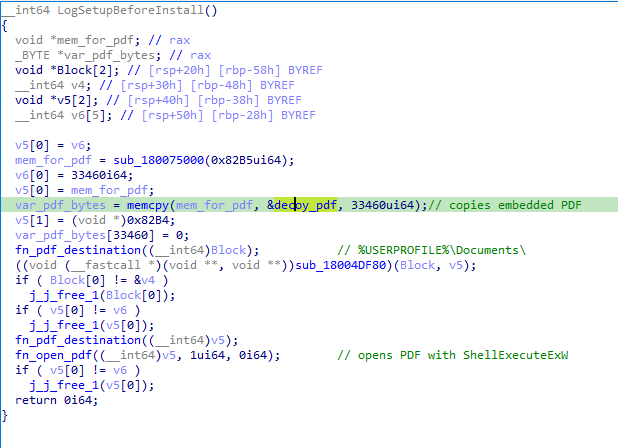 __int64 LogSetupBeforeInstall()
{
  void *mem_for_pdf; // rax
  _BYTE *var_pdf_bytes; // rax
  void *Block[2]; // [rsp+20h] [rbp-58h] BYREF
  __int64 v4; // [rsp+30h] [rbp-48h] BYREF
  void *v5[2]; // [rsp+40h] [rbp-38h] BYREF
  __int64 v6[5]; // [rsp+50h] [rbp-28h] BYREF

  v5[0] = v6;
  mem_for_pdf = sub_180075000(0x82B5ui64);
  v6[0] = 33460i64;
  v5[0] = mem_for_pdf;
  var_pdf_bytes = memcpy(mem_for_pdf, &decoy_pdf, 33460ui64);// copies embedded PDF
  v5[1] = (void *)0x82B4;
  var_pdf_bytes[33460] = 0;
  fn_pdf_destination((__int64)Block);            // %USERPROFILE%\Documents\
  ((void (__fastcall *)(void **, void **))sub_18004DF80)(Block, v5);
  if ( Block[0] != &v4 )
    j_j_free_1(Block[0]);
  if ( v5[0] != v6 )
    j_j_free_1(v5[0]);
  fn_pdf_destination((__int64)v5);
  fn_open_pdf((__int64)v5, 1ui64, 0i64);         // opens PDF with ShellExecuteExW
  if ( v5[0] != v6 )
    j_j_free_1(v5[0]);
  return 0i64;
}